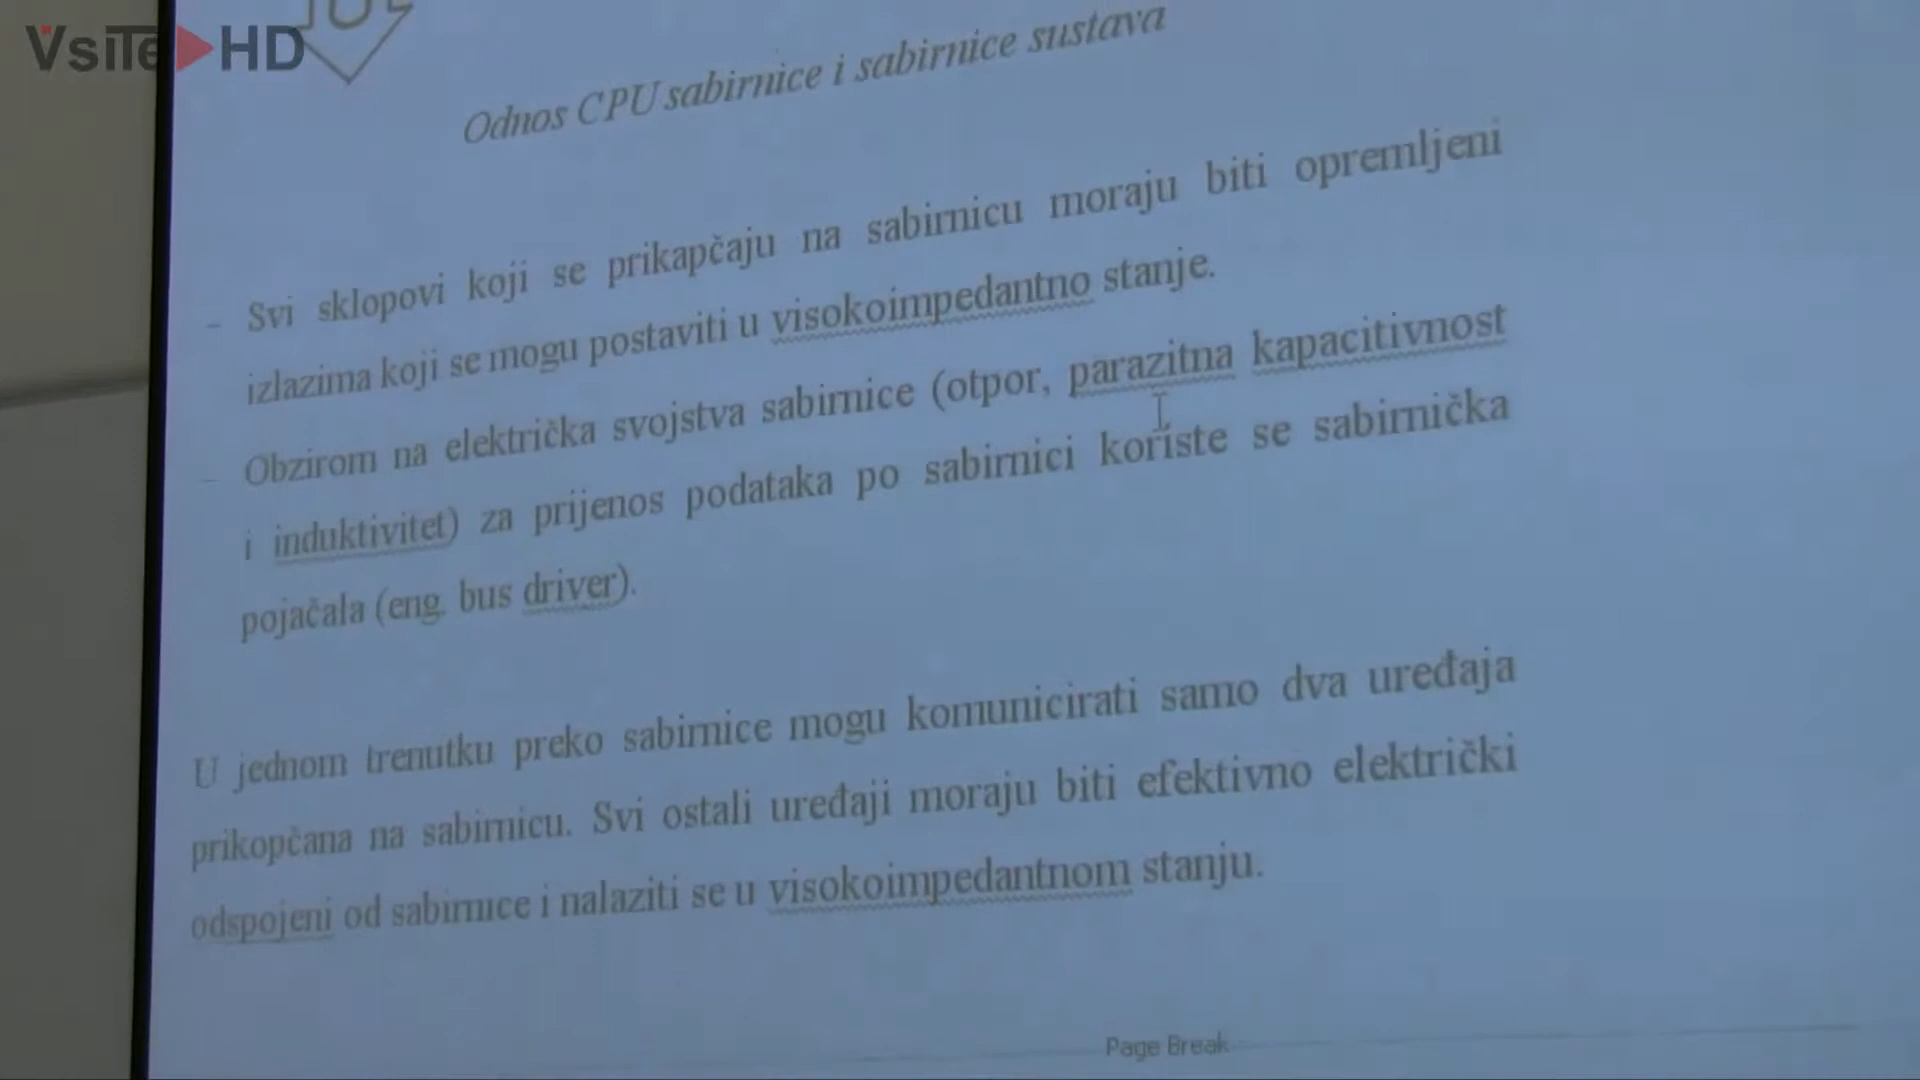 VsiTe HD
Odnos CPU sabirnice i sabirnice sustava
– Svi sklopovi koji se prikapčaju na sabirnicu moraju biti opremljeni
izlazima koji se mogu postaviti u visokoimpedantno stanje.
– Obzirom na električka svojstva sabirnice (otpor, parazitna kapacitivnost
i induktivitet) za prijenos podataka po sabirnici koriste se sabirnička
pojačala (eng. bus driver).
U jednom trenutku preko sabirnice mogu komunicirati samo dva uređaja
prikopčana na sabirnicu. Svi ostali uređaji moraju biti efektivno električki
odspojeni od sabirnice i nalaziti se u visokoimpedantnom stanju.
Page Break